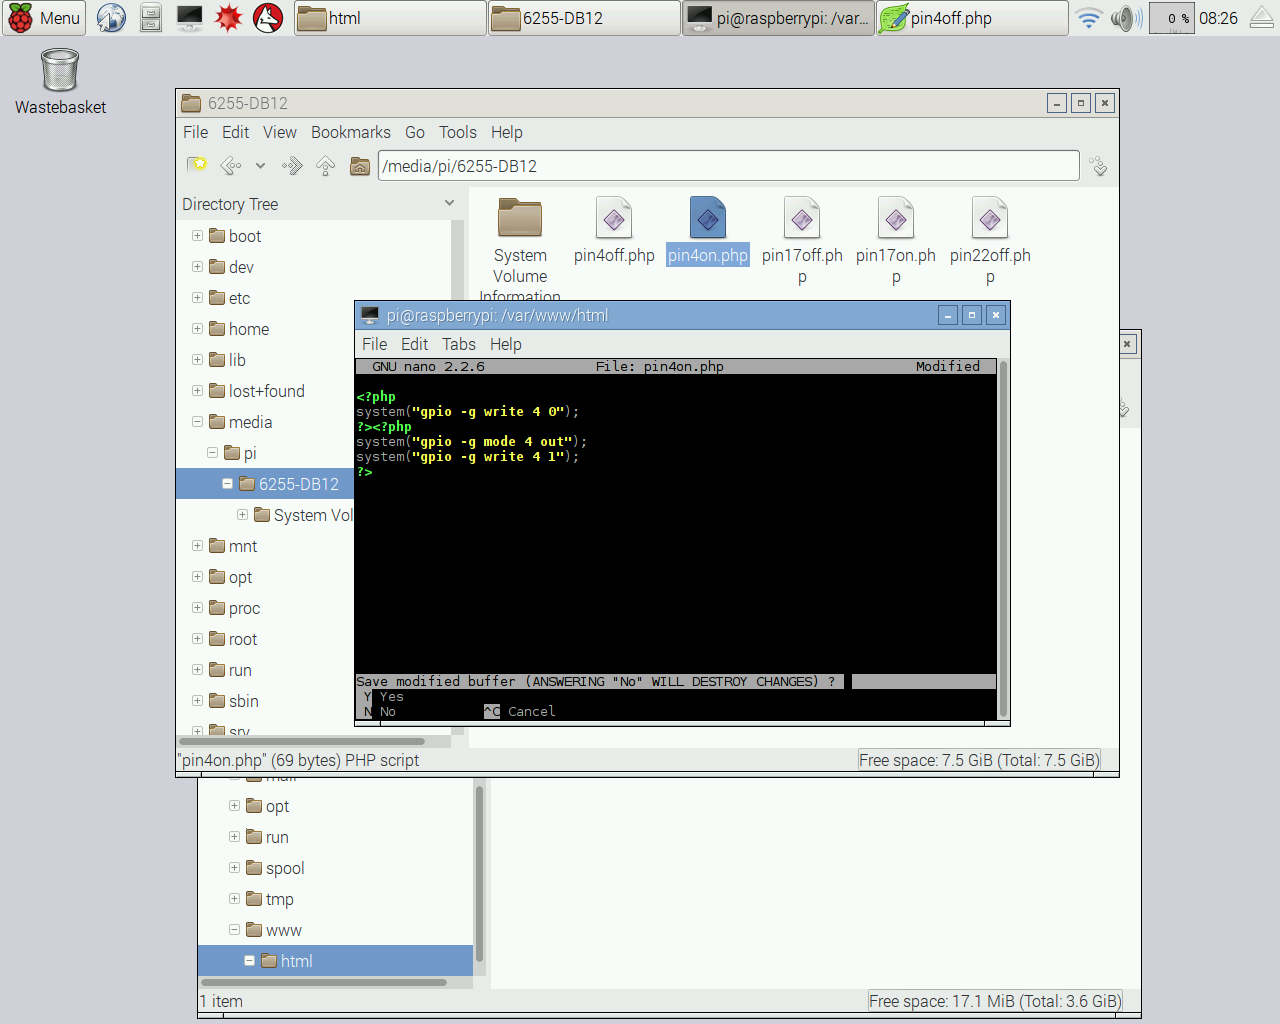 Menu
html
6255-DB12
pi@raspberrypi: /var...
pin4off.php
0 %
08:26
Wastebasket
6255-DB12
File Edit View Bookmarks Go Tools Help
/media/pi/6255-DB12
Directory Tree
boot
dev
etc
home
lib
lost+found
media
pi
6255-DB12
System Vol
mnt
opt
proc
root
run
sbin
srv
System Volume Information
pin4off.php
pin4on.php
pin17off.php
pin17on.php
pin22off.php
"pin4on.php" (69 bytes) PHP script
Free space: 7.5 GiB (Total: 7.5 GiB)
pi@raspberrypi: /var/www/html
File Edit Tabs Help
GNU nano 2.2.6 File: pin4on.php Modified
<?php
system("gpio -g write 4 0");
?><?php
system("gpio -g mode 4 out");
system("gpio -g write 4 1");
?>
Save modified buffer (ANSWERING "No" WILL DESTROY CHANGES) ?
Y Yes
N No ^C Cancel
mail
opt
run
spool
tmp
www
html
1 item
Free space: 17.1 MiB (Total: 3.6 GiB)